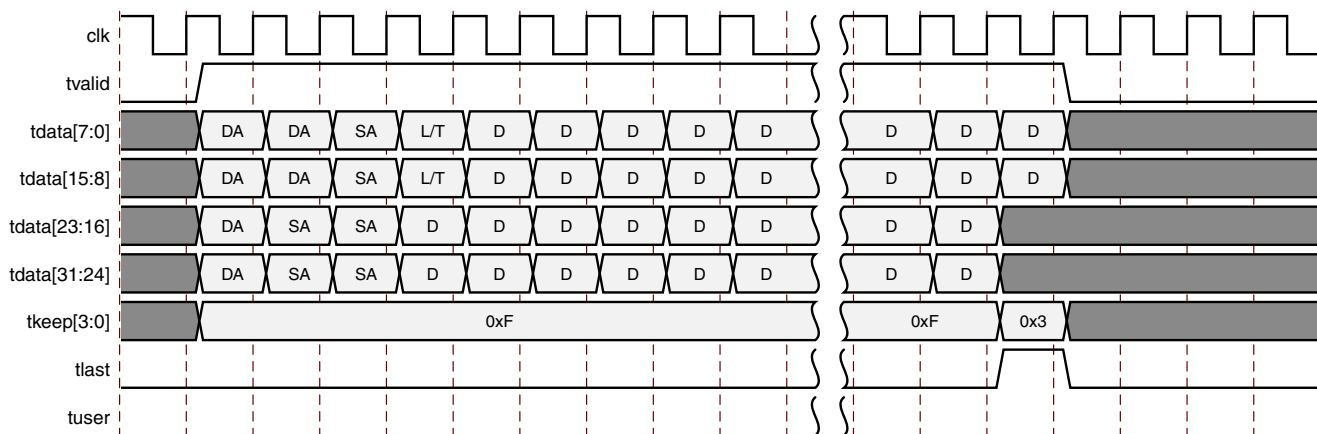 clk
tvalid
tdata[7:0] DA DA SA L/T D D D D D D D D
tdata[15:8] DA DA SA L/T D D D D D D D D
tdata[23:16] DA SA SA D D D D D D D D
tdata[31:24] DA SA SA D D D D D D D D
tkeep[3:0] 0xF 0xF 0x3
tlast
tuser